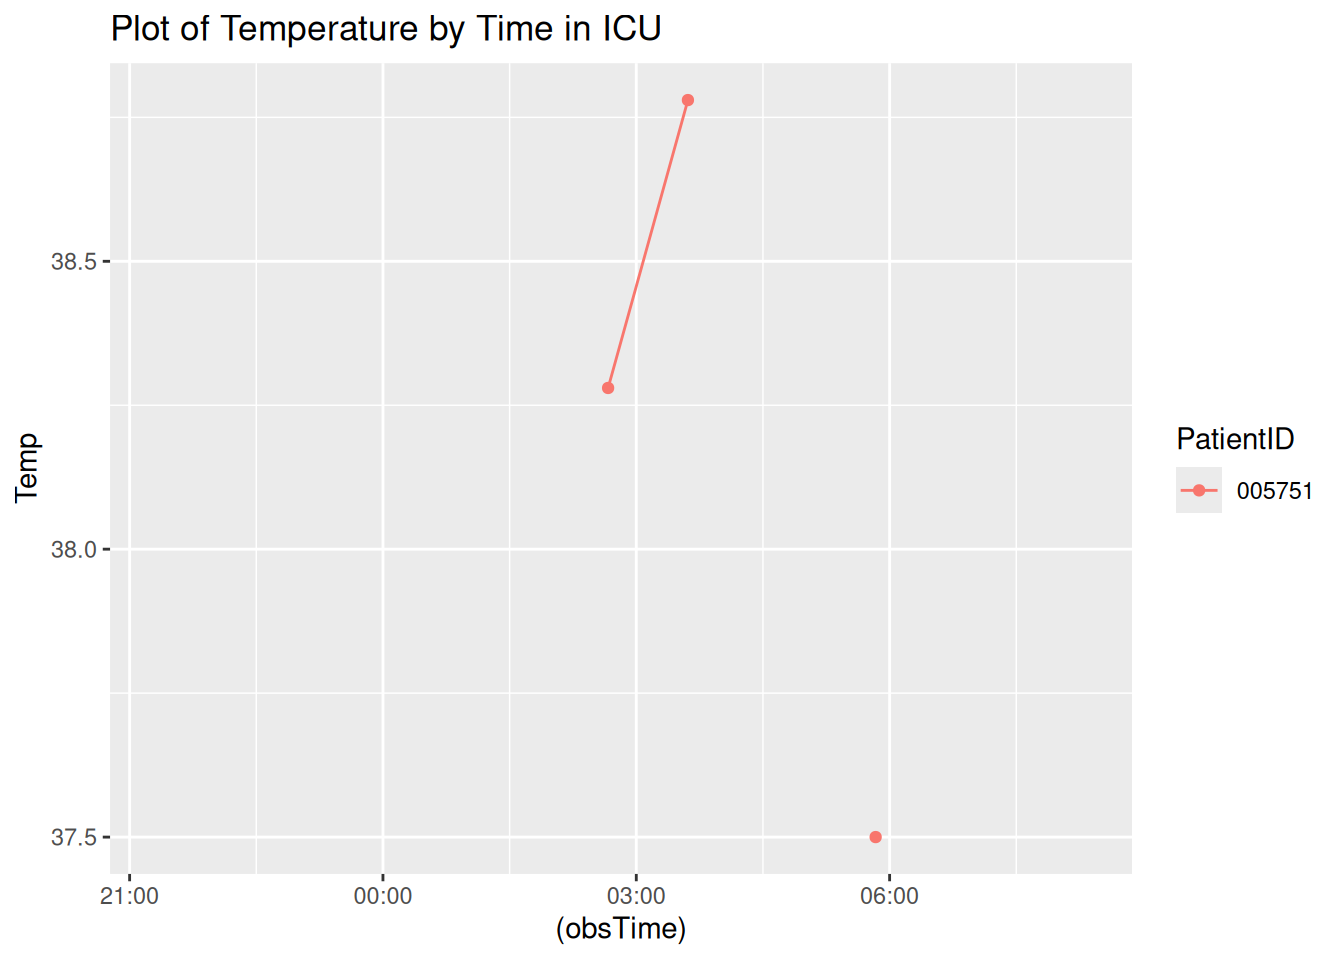 Plot of Temperature by Time in ICU
38.5
38.0
37.5
Temp
21:00 00:00 03:00 06:00
(obsTime)
PatientID
005751